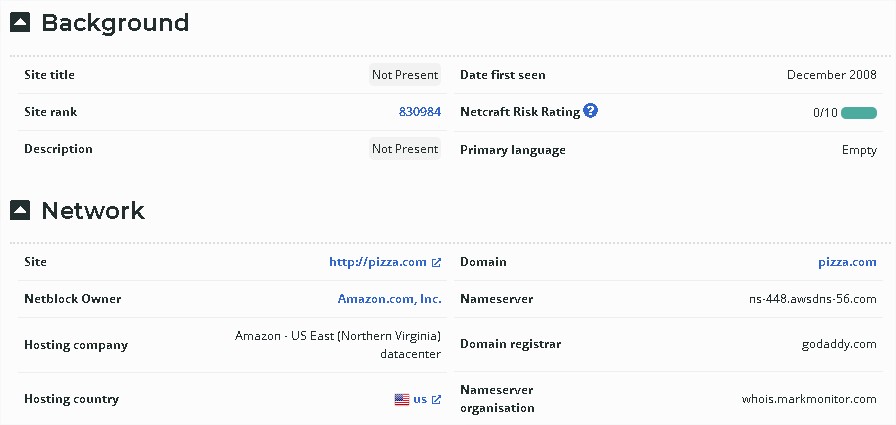 Background
Site title Not Present Date first seen December 2008
Site rank 830984 Netcraft Risk Rating ? 0/10
Description Not Present Primary language Empty
Network
Site http://pizza.com Domain pizza.com
Netblock Owner Amazon.com, Inc. Nameserver ns-448.awsdns-56.com
Hosting company Amazon - US East (Northern Virginia) datacenter Domain registrar godaddy.com
Hosting country us Nameserver organisation whois.markmonitor.com